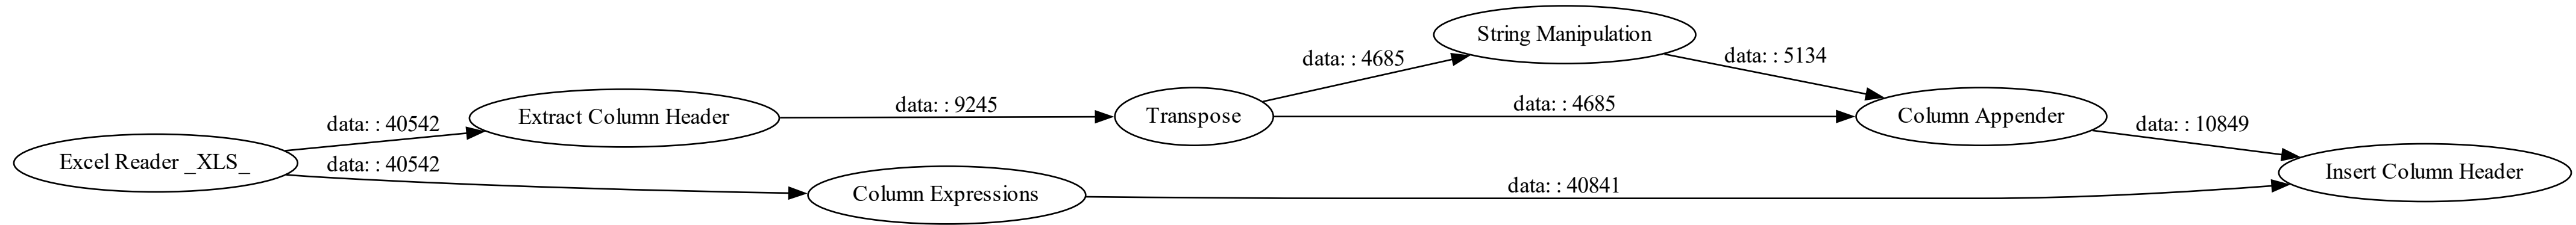 Excel Reader _XLS_
data: : 40542
data: : 40542
Extract Column Header
Column Expressions
data: : 9245
Transpose
data: : 4685
data: : 4685
String Manipulation
data: : 5134
data: : 40841
Column Appender
data: : 10849
Insert Column Header